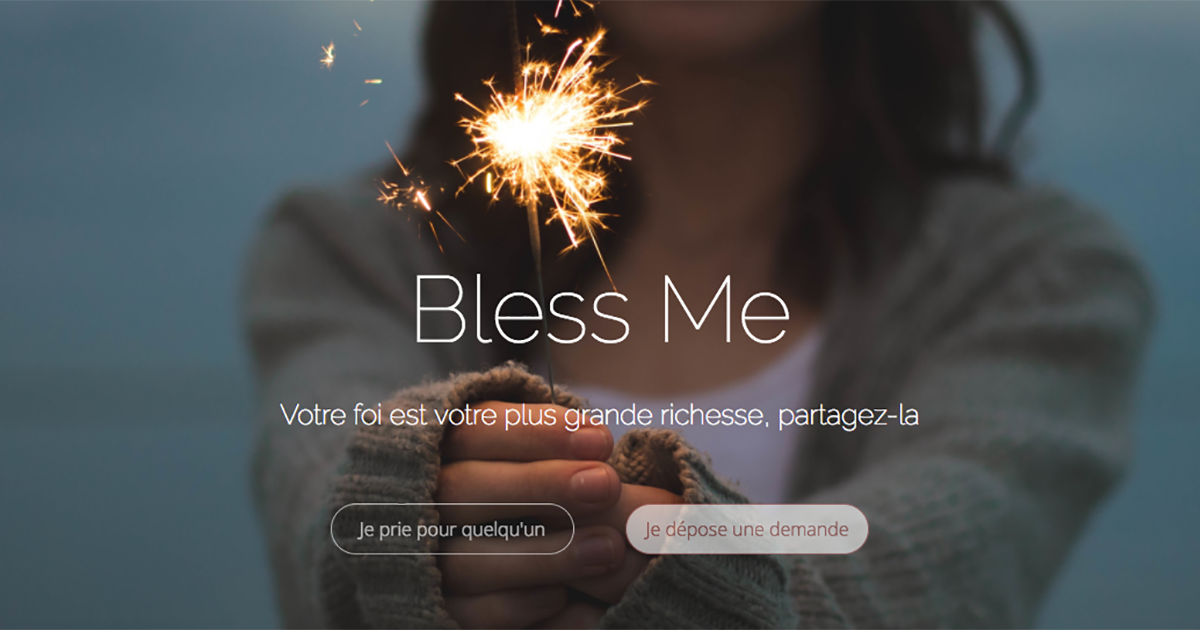 Bless Me
Votre foi est votre plus grande richesse, partagez-la
Je prie pour quelqu'un
Je dépose une demande